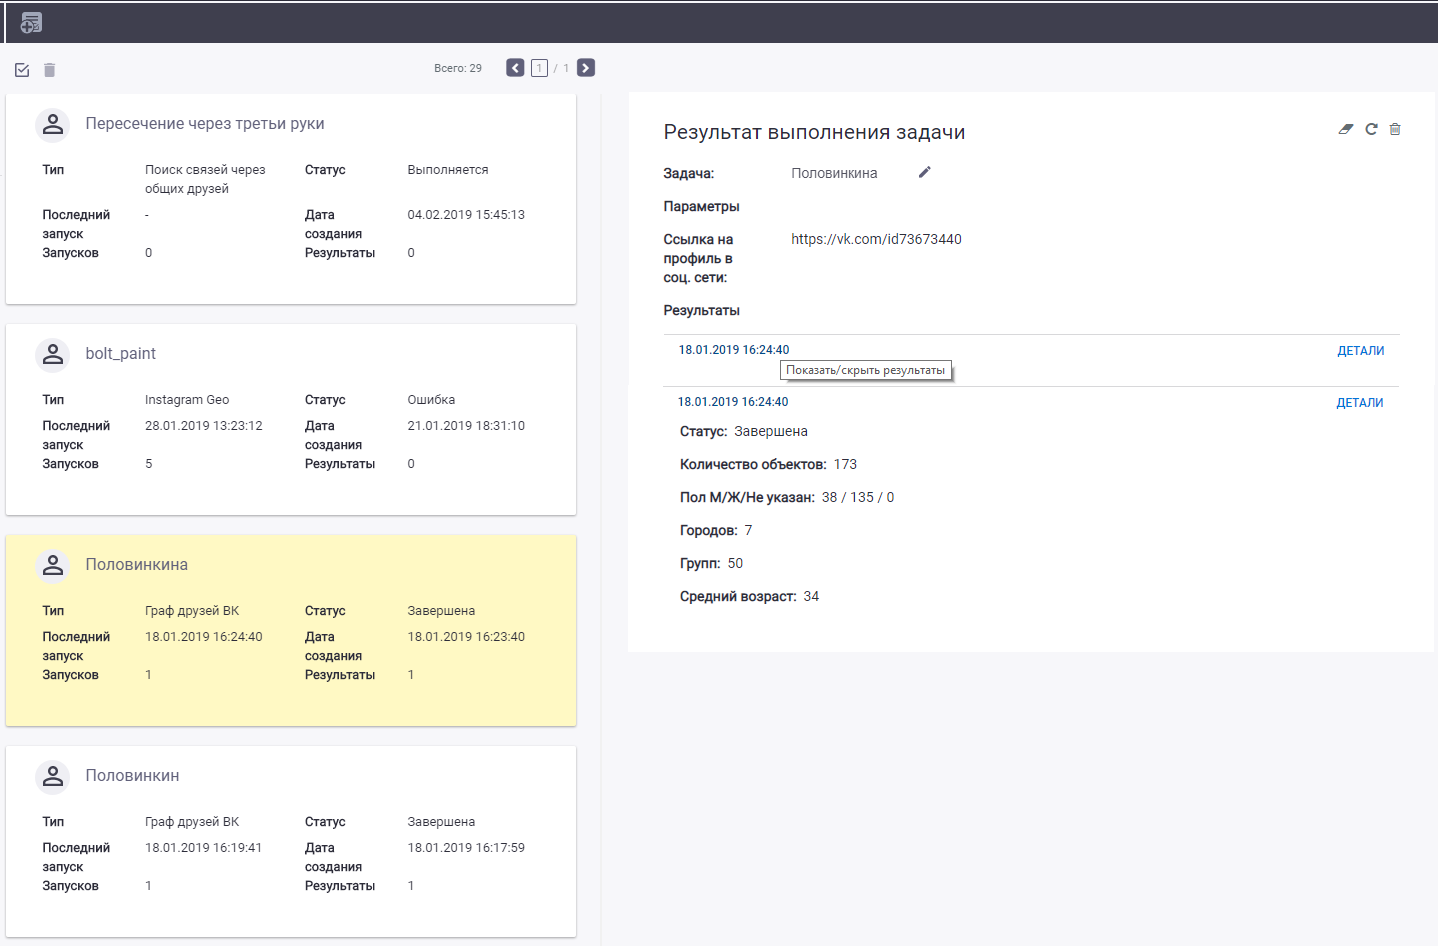 Всего: 29
1 / 1
Пересечение через третьи руки
Тип Поиск связей через общих друзей Статус Выполняется
Последний запуск - Дата создания 04.02.2019 15:45:13
Запусков 0 Результаты 0
bolt_paint
Тип Instagram Geo Статус Ошибка
Последний запуск 28.01.2019 13:23:12 Дата создания 21.01.2019 18:31:10
Запусков 5 Результаты 0
Половинкина
Тип Граф друзей ВК Статус Завершена
Последний запуск 18.01.2019 16:24:40 Дата создания 18.01.2019 16:23:40
Запусков 1 Результаты 1
Половинкин
Тип Граф друзей ВК Статус Завершена
Последний запуск 18.01.2019 16:19:41 Дата создания 18.01.2019 16:17:59
Запусков 1 Результаты 1
Результат выполнения задачи
Задача: Половинкина
Параметры
Ссылка на профиль в соц. сети: https://vk.com/id73673440
Результаты
18.01.2019 16:24:40 ДЕТАЛИ
Показать/скрыть результаты
18.01.2019 16:24:40 ДЕТАЛИ
Статус: Завершена
Количество объектов: 173
Пол М/Ж/Не указан: 38 / 135 / 0
Городов: 7
Групп: 50
Средний возраст: 34